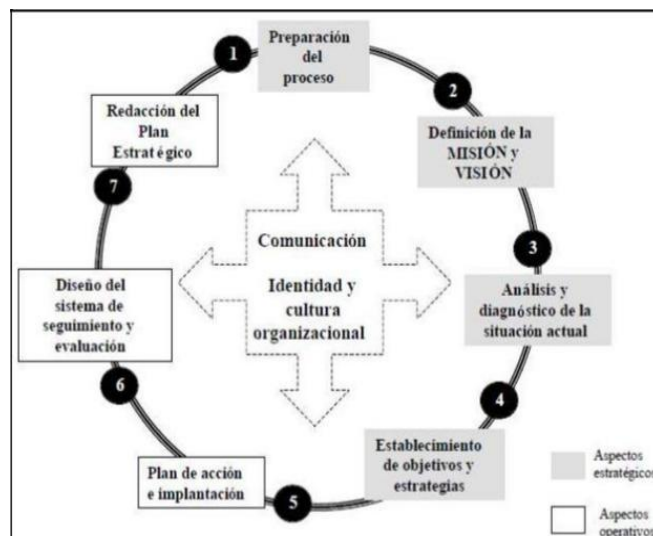 1
Preparación
del
proceso
2
Definición de la
MISIÓN y
VISIÓN
3
Análisis y
diagnóstico de la
situación actual
4
Establecimiento
de objetivos y
estrategias
5
Plan de acción
e implantación
6
Diseño del
sistema de
seguimiento y
evaluación
7
Redacción del
Plan
Estratégico
Comunicación
Identidad y
cultura
organizacional
Aspectos
estratégicos
Aspectos
operativos